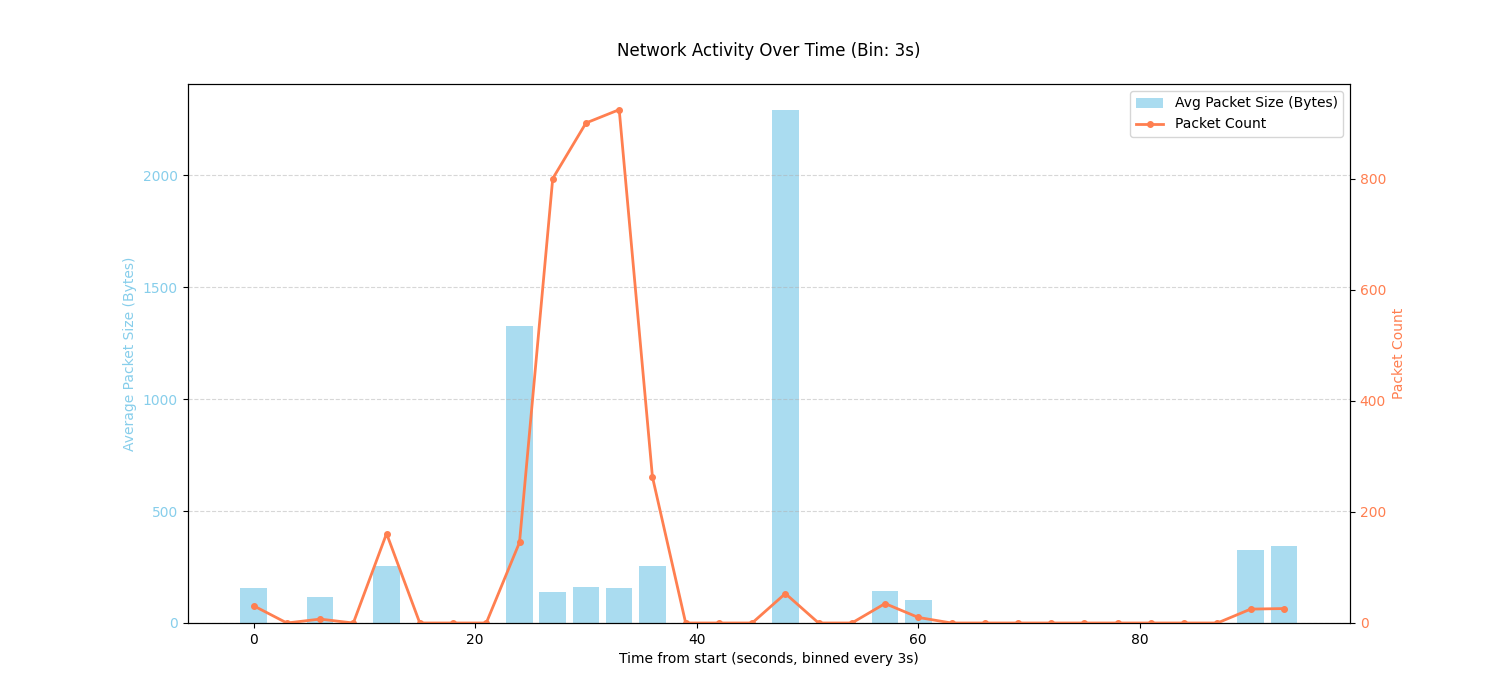 Network Activity Over Time (Bin: 3s)
Avg Packet Size (Bytes)
Packet Count
Average Packet Size (Bytes)
2000
1500
1000
500
0
800
600
400
200
0
Packet Count
0 20 40 60 80
Time from start (seconds, binned every 3s)